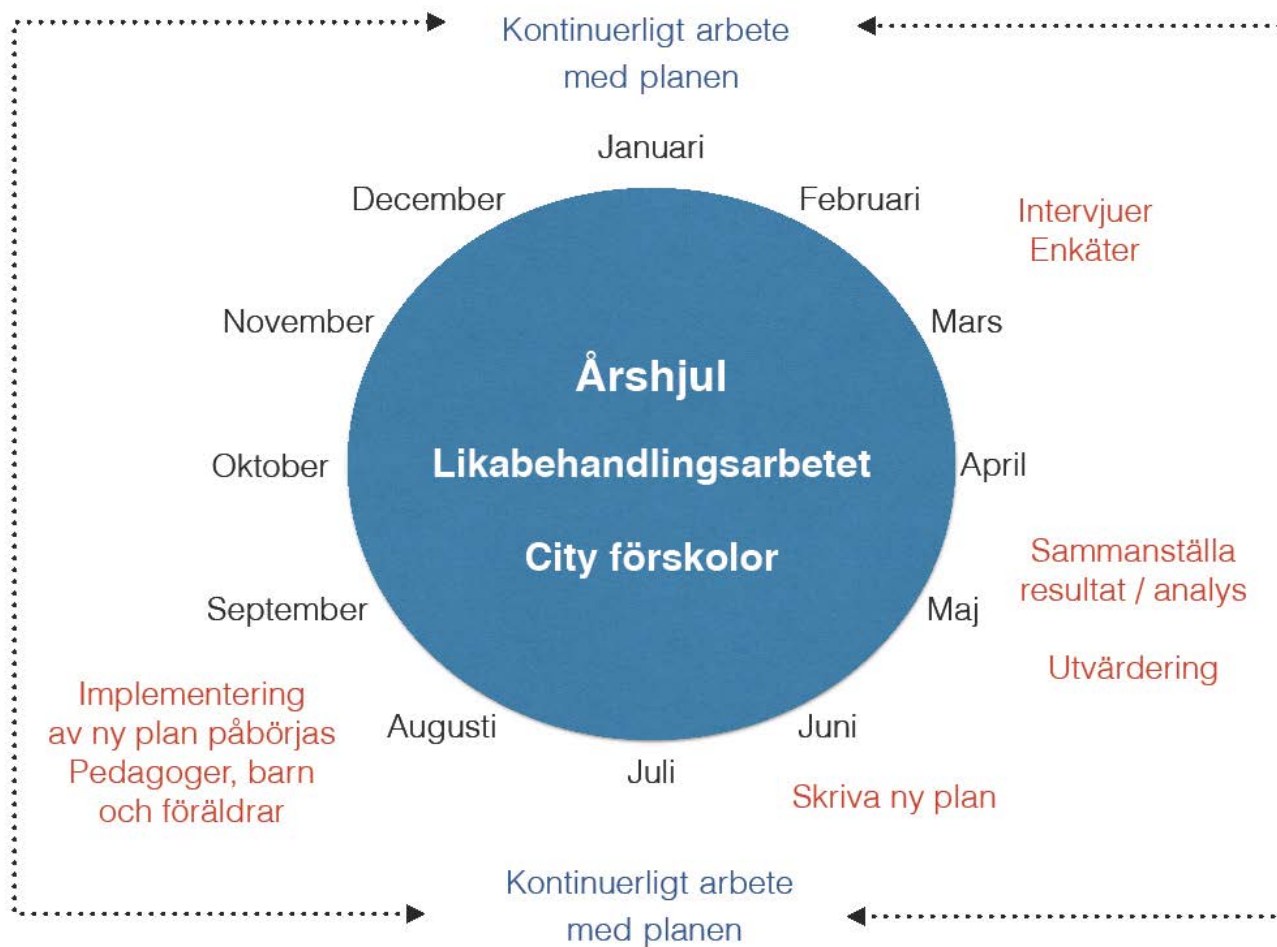 Kontinuerligt arbete
med planen
Januari
December
Februari
Intervjuer
Enkäter
November
Mars
Årshjul
Oktober
Likabehandlingsarbetet
April
City förskolor
Sammanställa
resultat / analys
September
Maj
Utvärdering
Implementering
av ny plan påbörjas
Pedagoger, barn
och föräldrar
Augusti
Juni
Juli
Skriva ny plan
Kontinuerligt arbete
med planen